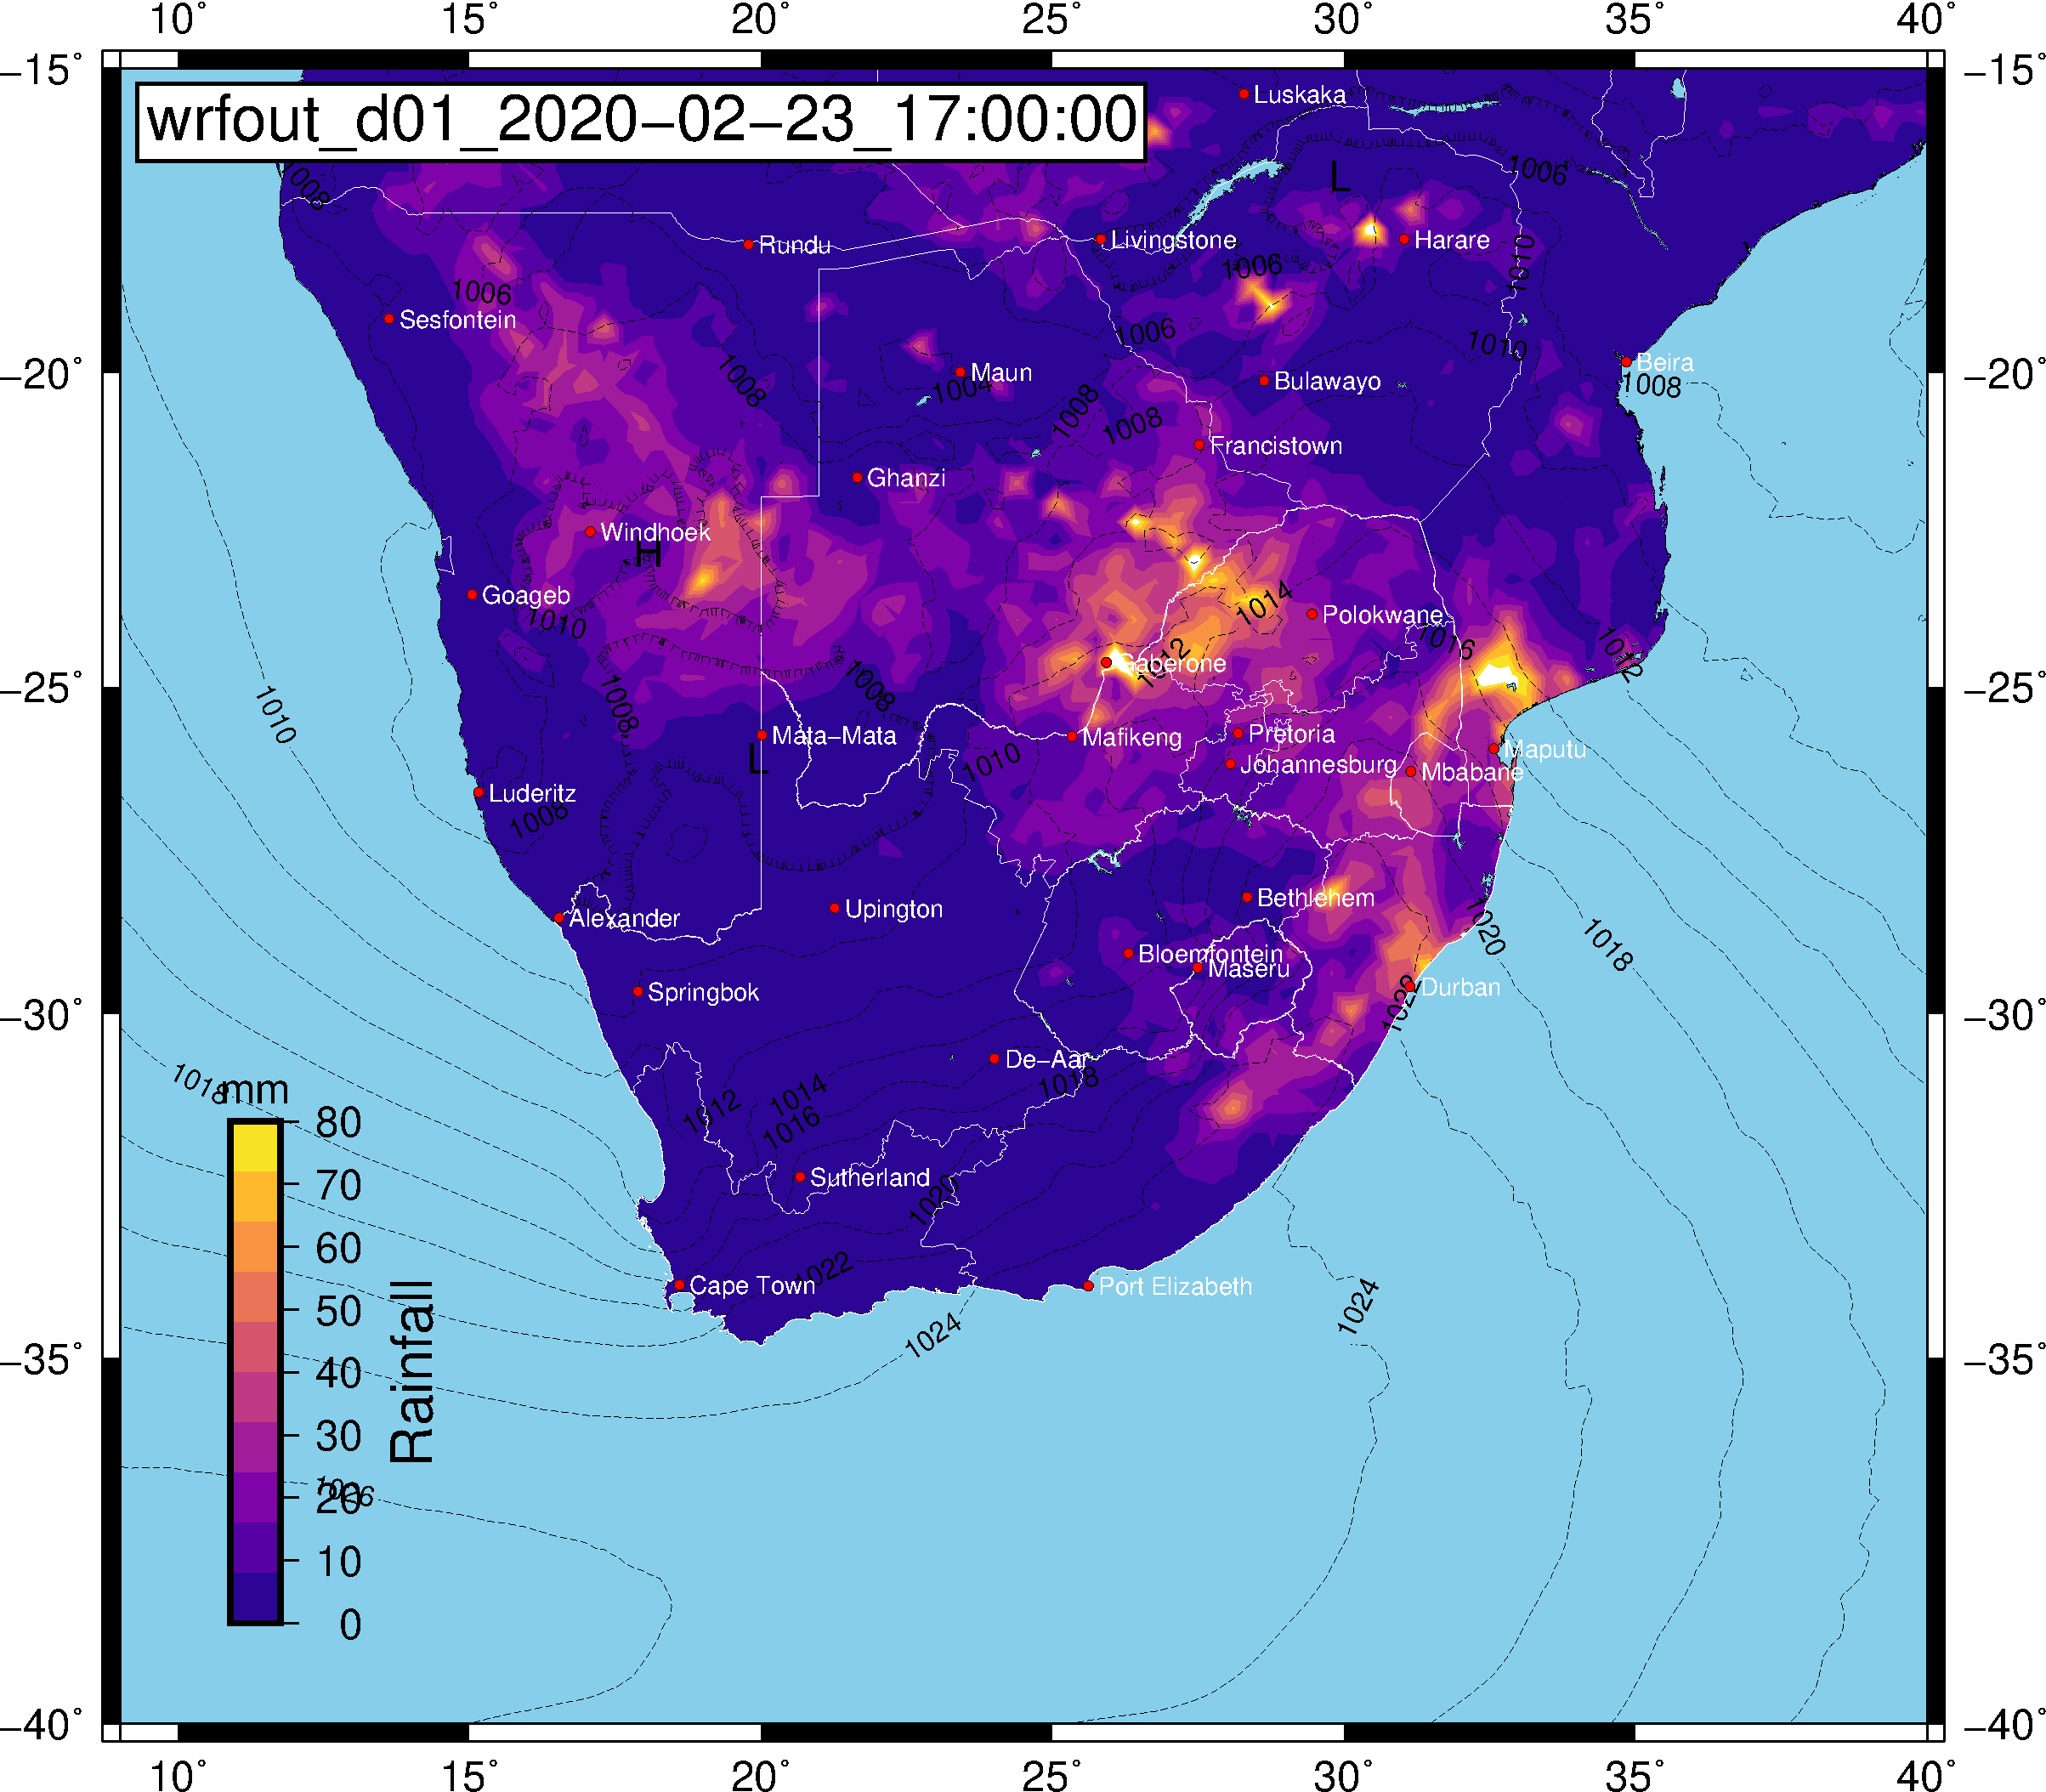 10° 15° 20° 25° 30° 35° 40°
−15° −15°
wrfout_d01_2020−02−23_17:00:00
Luskaka
L
1008
1006
Rundu
Livingstone
Harare
1006
1006
1010
Sesfontein
1006
1010
−20° −20°
Maun
Bulawayo
Beira
1008
1004
1008
1008
1008
Francistown
Ghanzi
Windhoek
H
Goageb
1010
1014
Polokwane
1016
1012
1012
Gaberone
−25° −25°
1008
1008
1010
Mata−Mata
L
Mafikeng
Pretoria
Maputu
1010
Johannesburg
Mbabane
Luderitz
1008
Bethlehem
Upington
Alexander
1020
1018
Bloemfontein
Maseru
Springbok
Durban
1022
−30° −30°
De−Aar
1018
1018
1014
1012
1016
mm
Sutherland
1020
80
70
60
50
40
30
20
10
0
Rainfall
1022
Cape Town
Port Elizabeth
1024
1024
−35° −35°
1026
−40° −40°
10° 15° 20° 25° 30° 35° 40°